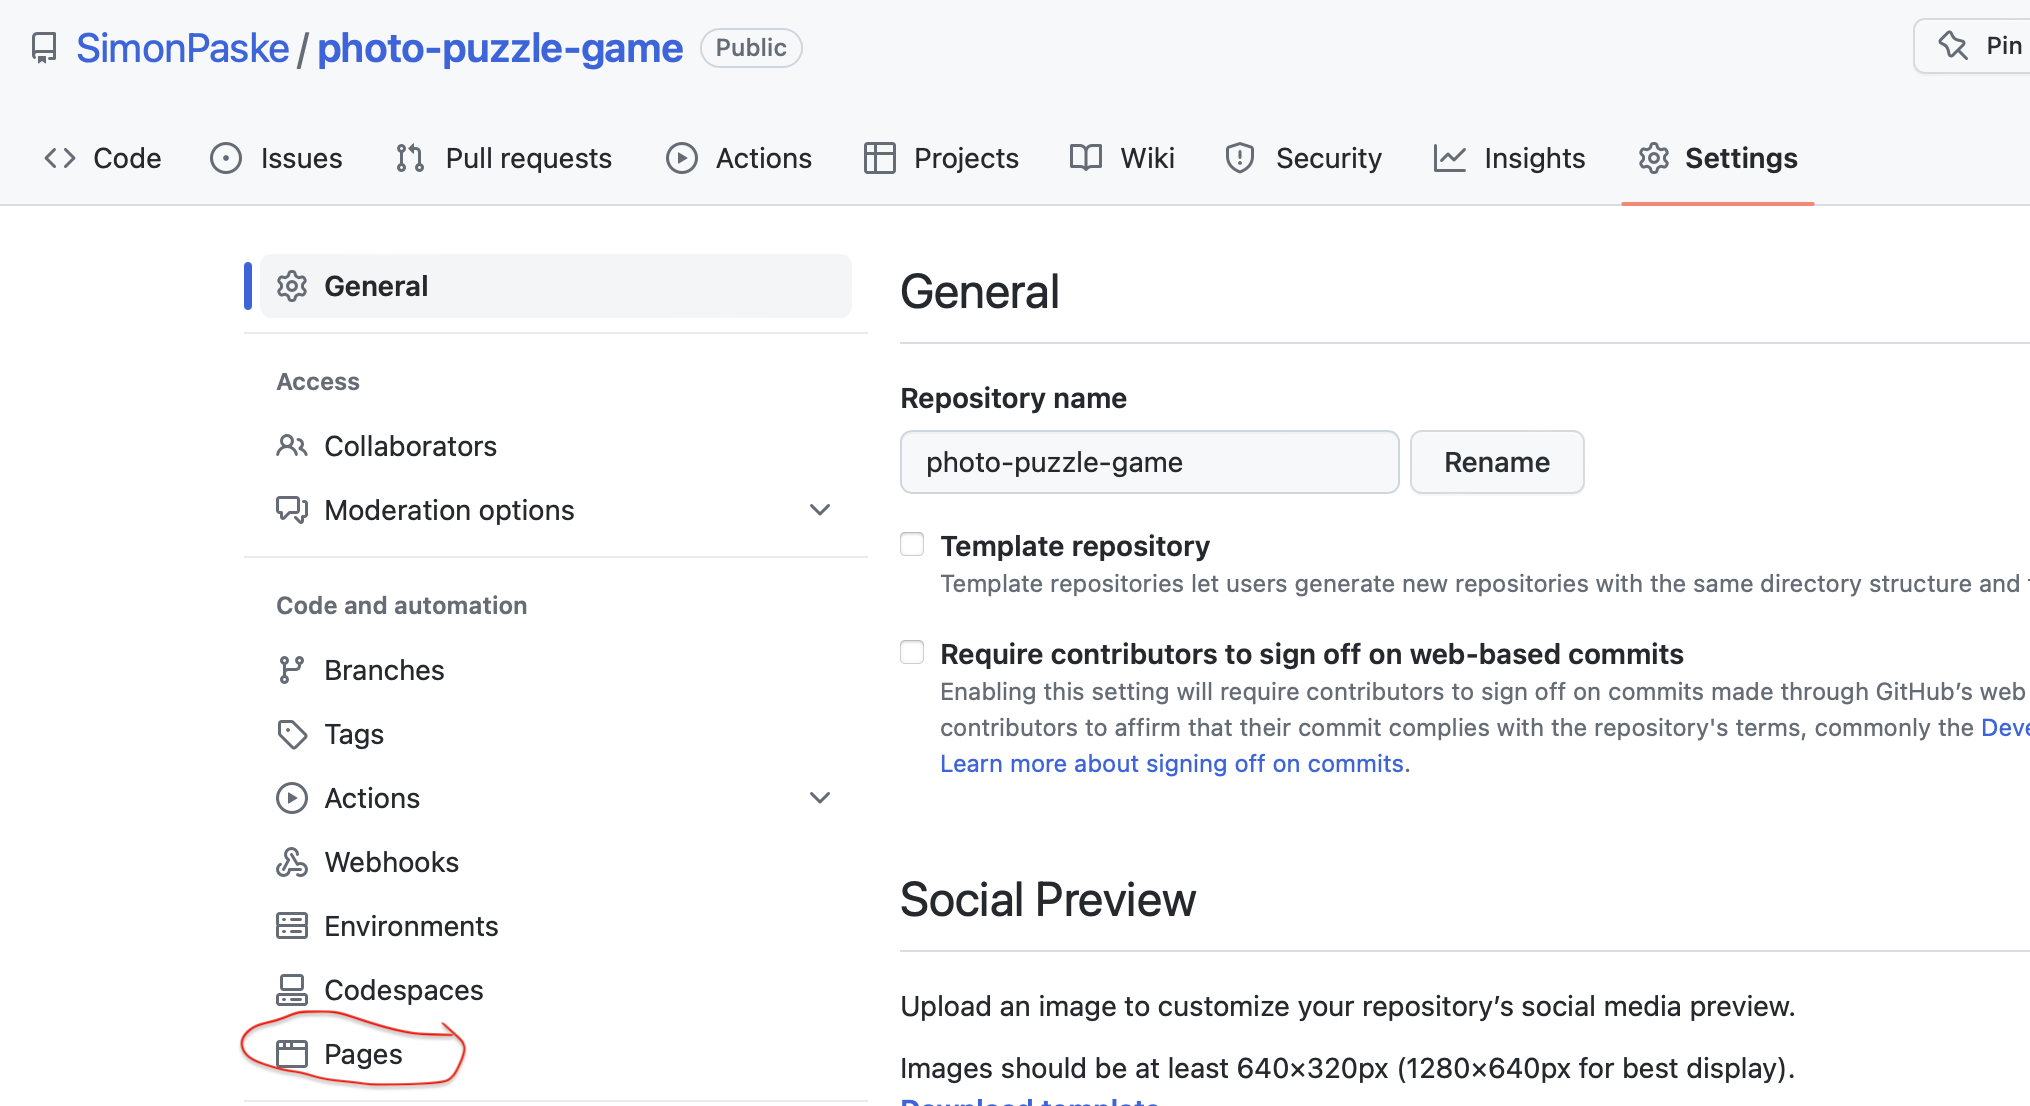 SimonPaske / photo-puzzle-game Public
Pin
Code Issues Pull requests Actions Projects Wiki Security Insights Settings
General
Access
Collaborators
Moderation options
Code and automation
Branches
Tags
Actions
Webhooks
Environments
Codespaces
Pages
General
Repository name
photo-puzzle-game Rename
Template repository
Template repositories let users generate new repositories with the same directory structure and
Require contributors to sign off on web-based commits
Enabling this setting will require contributors to sign off on commits made through GitHub’s web
contributors to affirm that their commit complies with the repository's terms, commonly the Deve
Learn more about signing off on commits.
Social Preview
Upload an image to customize your repository’s social media preview.
Images should be at least 640×320px (1280×640px for best display).
Download template